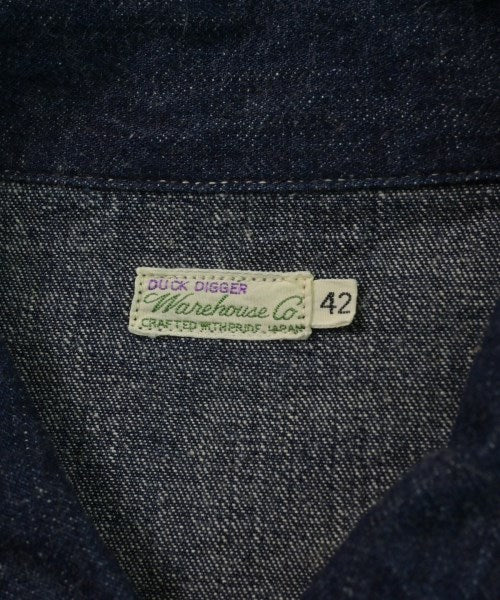 DUCK DIGGER
Warehouse Co.
CRAFTED WITH PRIDE, JAPAN
42